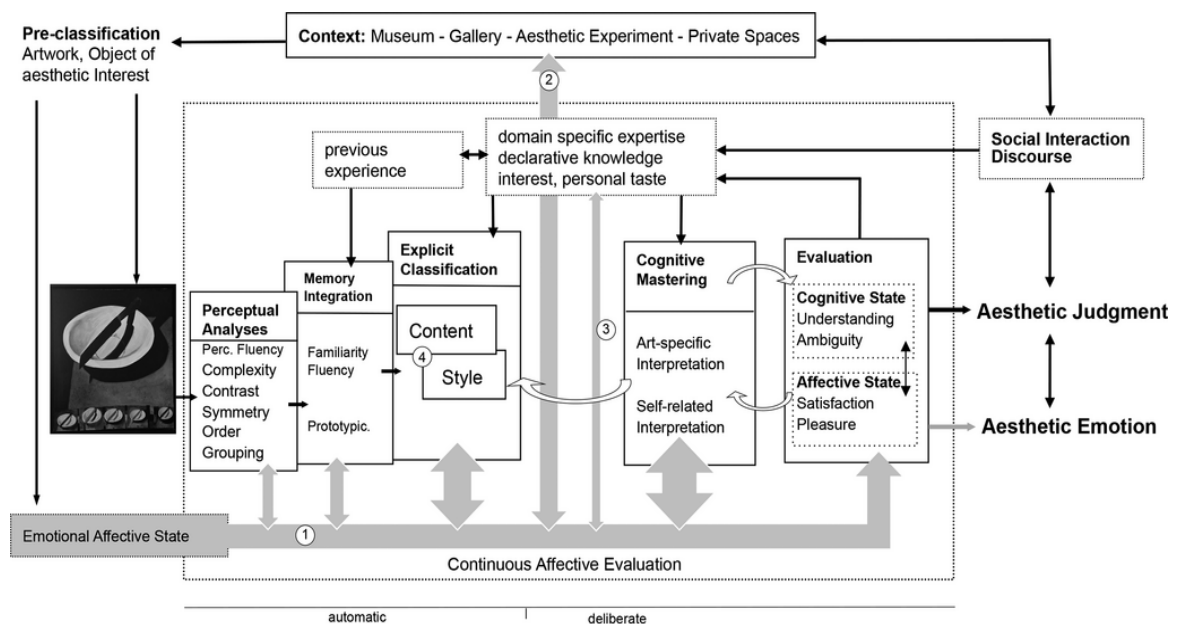 Pre-classification
Artwork, Object of
aesthetic Interest
Context: Museum - Gallery - Aesthetic Experiment - Private Spaces
2
previous
experience
domain specific expertise
declarative knowledge
interest, personal taste
Social Interaction
Discourse
Perceptual
Analyses
Perc. Fluency
Complexity
Contrast
Symmetry
Order
Grouping
Memory
Integration
Familiarity
Fluency
Prototypic.
Explicit
Classification
Content
4
Style
3
Cognitive
Mastering
Art-specific
Interpretation
Self-related
Interpretation
Evaluation
Cognitive State
Understanding
Ambiguity
Affective State
Satisfaction
Pleasure
Aesthetic Judgment
Aesthetic Emotion
Emotional Affective State
1
Continuous Affective Evaluation
automatic
deliberate